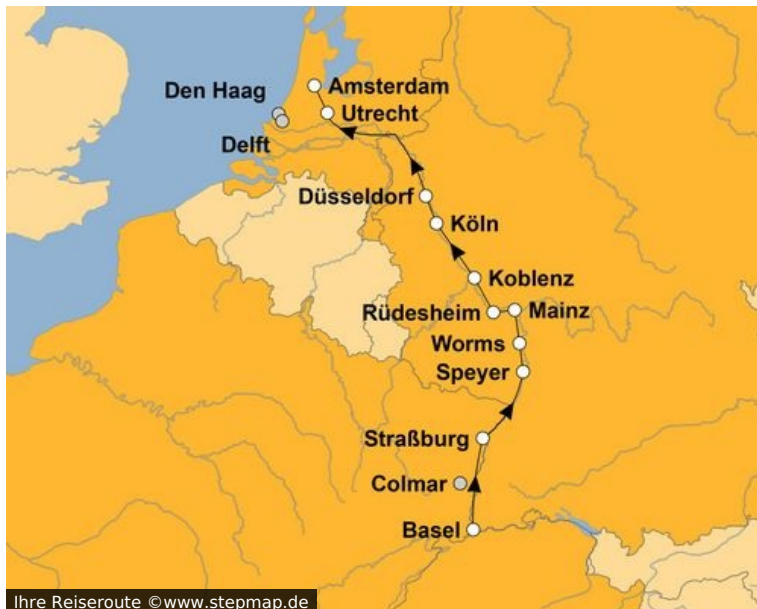 Amsterdam
Den Haag
Utrecht
Delft
Düsseldorf
Köln
Koblenz
Rüdesheim
Mainz
Worms
Speyer
Straßburg
Colmar
Basel
Ihre Reiseroute ©www.stepmap.de